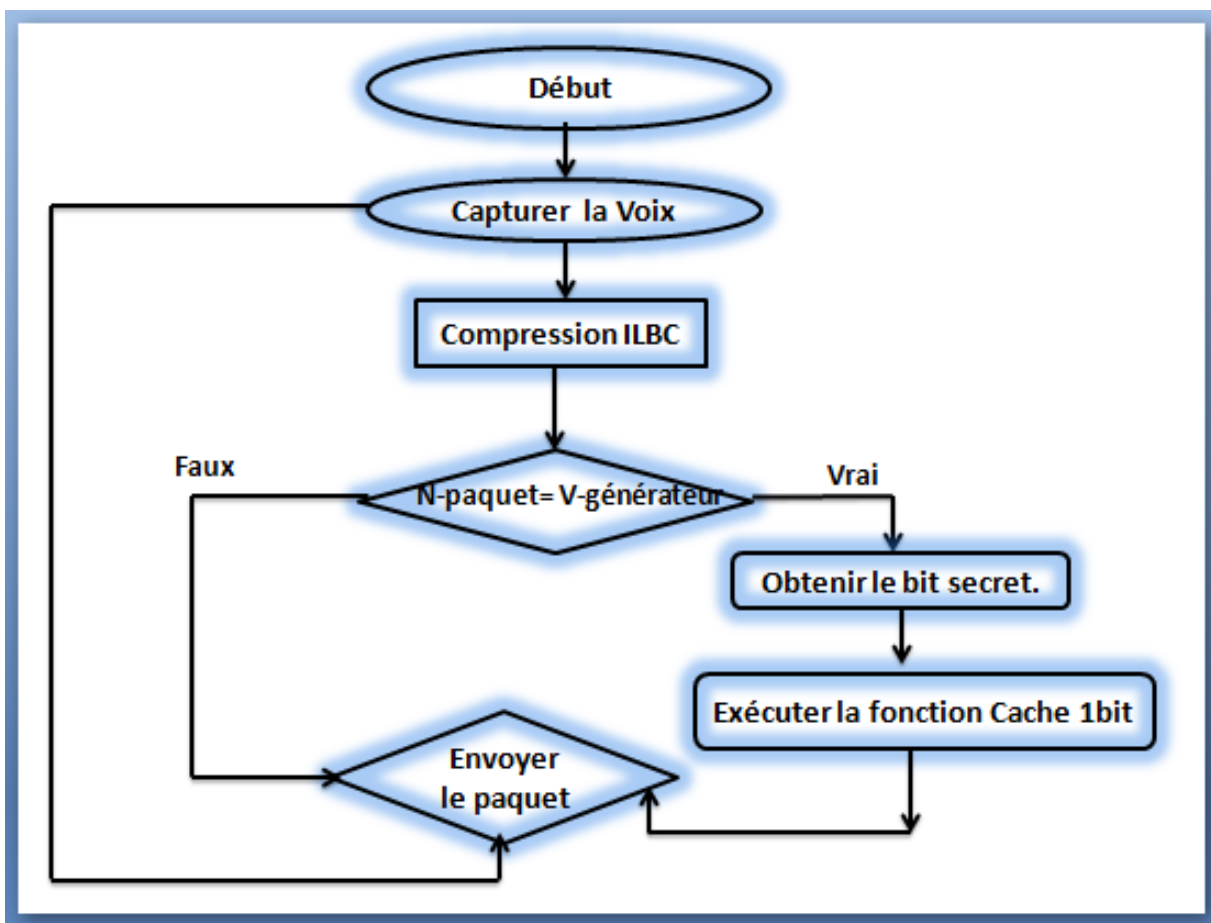 Début
Capturer la Voix
Compression ILBC
Faux
N-paquet= V-générateur
Vrai
Obtenir le bit secret.
Exécuter la fonction Cache 1bit
Envoyer
le paquet